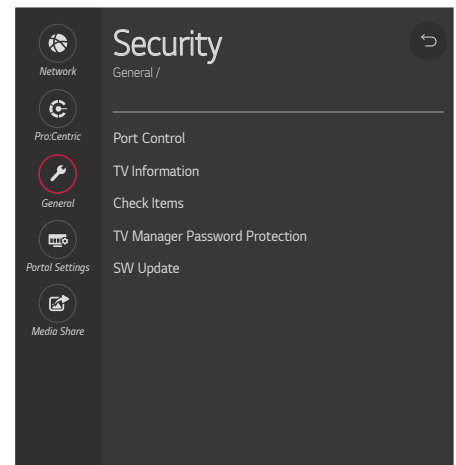 Security
General /
Network
Pro:Centric
General
Portal Settings
Media Share
Port Control
TV Information
Check Items
TV Manager Password Protection
SW Update